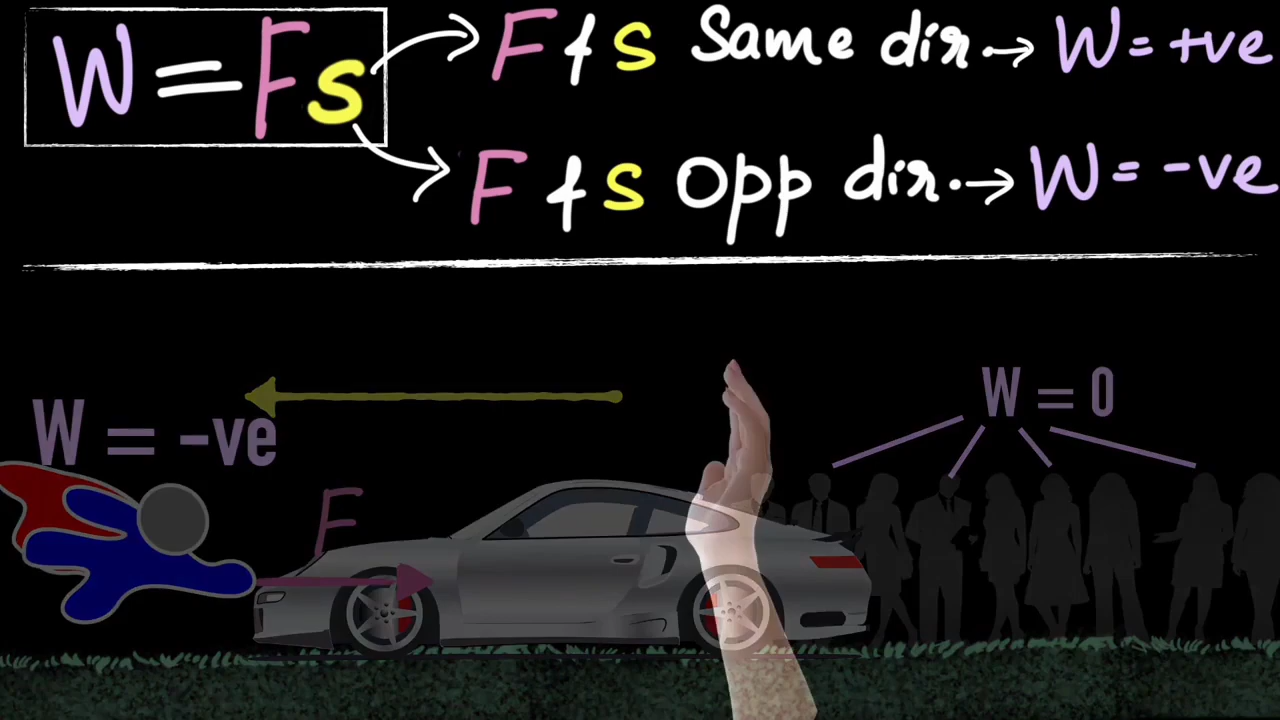 W = Fs
F & s Same dir. → W = +ve
F & s Opp dir. → W = -ve
W = 0
W = -ve
F